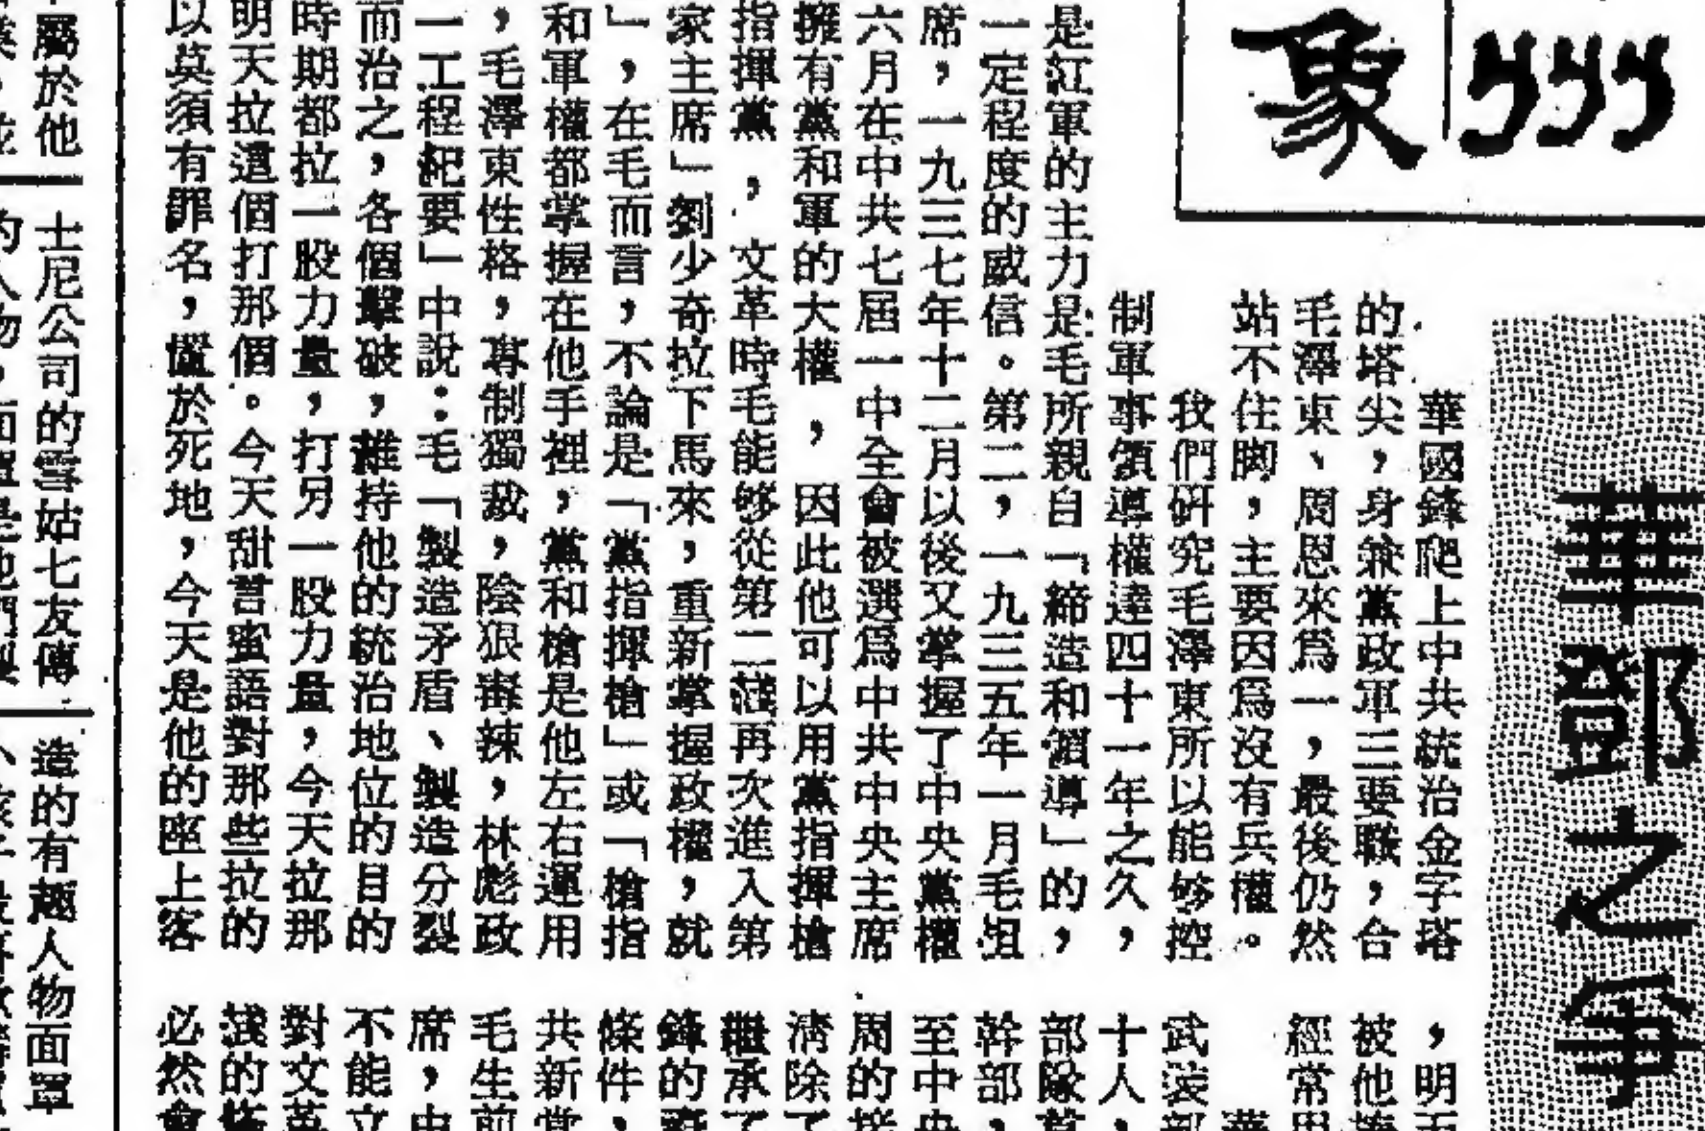 象
華鄧之爭
華國鋒爬上中共統治金字塔
的塔尖，身兼黨政軍三要職，合
毛澤東、周恩來爲一，最後仍然
站不住脚，主要因爲沒有兵權。
我們研究毛澤東所以能够控
制軍事領導權達四十一年之久，
是紅軍的主力是毛所親自「締造和領導」的，
一定程度的威信。第二，一九三五年一月毛
席，一九三七年十二月以後又掌握了中央黨權
六月在中共七屆一中全會被選爲中共中央主席
擁有黨和軍的大權，因此他可以用黨指揮槍
指揮黨，文革時毛能够從第二綫再次進入第
家主席」劉少奇拉下馬來，重新掌握政權，就
」，在毛而言，不論是「黨指揮槍」或「槍指
和軍權都掌握在他手裡，黨和槍是他左右運用
，毛澤東性格，專制獨裁，陰狠毒辣，林彪政
一工程紀要」中說：毛「製造矛盾、製造分裂
而治之，各個擊破，維持他的統治地位的目的
時期都拉一股力量，打另一股力量，今天拉那
明天拉這個打那個。今天甜言蜜語對那些拉的
以莫須有罪名，置於死地，今天是他的座上客
，明
被他
經常
武裝部
十人，
部隊
幹部，
至中央
周的接
清除了
繼承了
鋒的
條件，
共新
毛生前
席，
不能立
對文革
綫的
必然會
屬於他
士尼公司的雪姑七友傳
的人物，面
造的有趣人物面罩